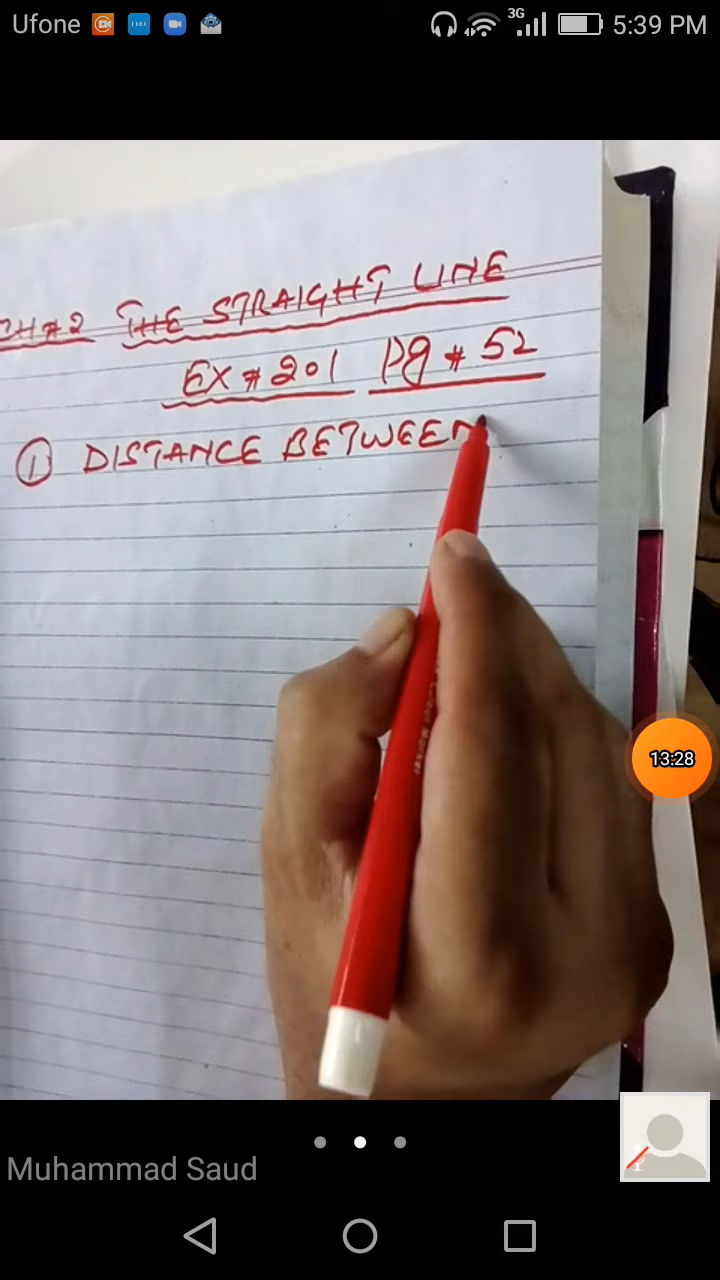 Ufone 3G 5:39 PM
CH # 2 THE STRAIGHT LINE
EX # 2.1 Pg # 52
① DISTANCE BETWEEN
13:28
Muhammad Saud